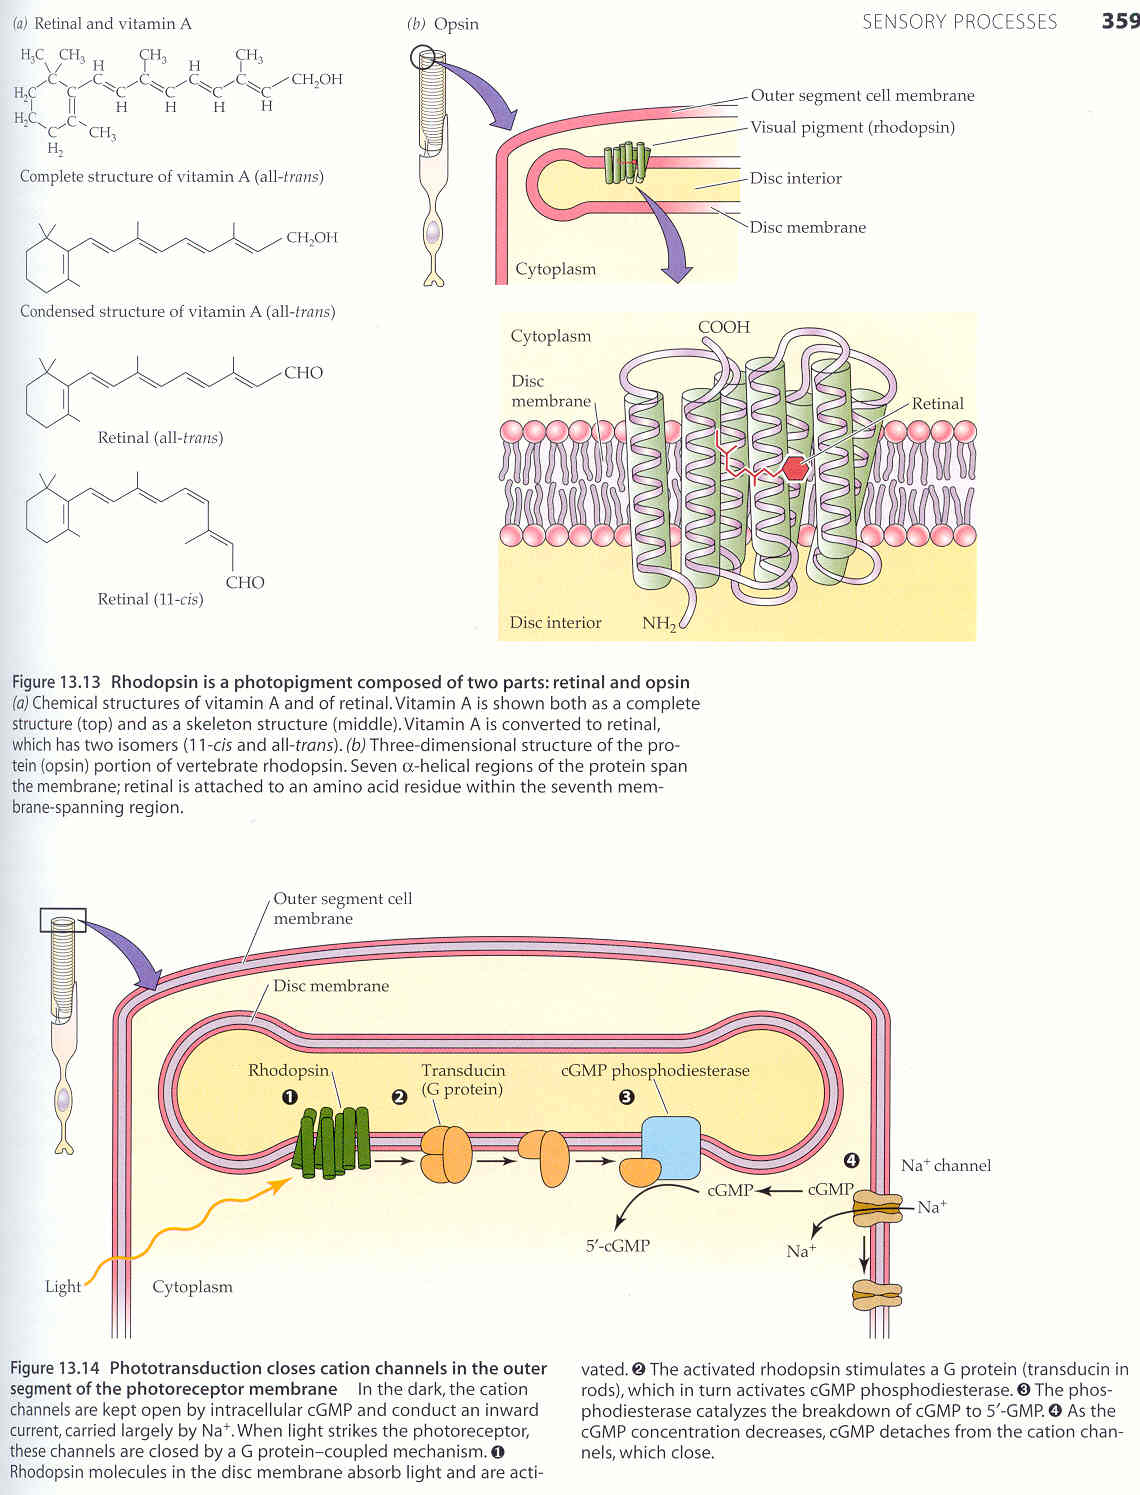 SENSORY PROCESSES 359
(a) Retinal and vitamin A
H₃C CH₃ CH₃ CH₃
H H
C C C C C CH₂OH
H₂C C C C C C
H H H H
H₂C C
C CH₃
H₂
Complete structure of vitamin A (all-trans)
CH₂OH
Condensed structure of vitamin A (all-trans)
CHO
Retinal (all-trans)
CHO
Retinal (11-cis)
(b) Opsin
Outer segment cell membrane
Visual pigment (rhodopsin)
Disc interior
Disc membrane
Cytoplasm
Cytoplasm
COOH
Disc
membrane
Retinal
Disc interior
NH₂
Figure 13.13 Rhodopsin is a photopigment composed of two parts: retinal and opsin
(a) Chemical structures of vitamin A and of retinal. Vitamin A is shown both as a complete
structure (top) and as a skeleton structure (middle). Vitamin A is converted to retinal,
which has two isomers (11-cis and all-trans). (b) Three-dimensional structure of the pro-
tein (opsin) portion of vertebrate rhodopsin. Seven α-helical regions of the protein span
the membrane; retinal is attached to an amino acid residue within the seventh mem-
brane-spanning region.
Outer segment cell
membrane
Disc membrane
Rhodopsin
❶
❷
Transducin
(G protein)
cGMP phosphodiesterase
❸
❹
Na⁺ channel
cGMP
cGMP
Na⁺
5′-cGMP
Na⁺
Light
Cytoplasm
Figure 13.14 Phototransduction closes cation channels in the outer
segment of the photoreceptor membrane In the dark, the cation
channels are kept open by intracellular cGMP and conduct an inward
current, carried largely by Na⁺. When light strikes the photoreceptor,
these channels are closed by a G protein–coupled mechanism. ❶
Rhodopsin molecules in the disc membrane absorb light and are acti-
vated. ❷ The activated rhodopsin stimulates a G protein (transducin in
rods), which in turn activates cGMP phosphodiesterase. ❸ The phos-
phodiesterase catalyzes the breakdown of cGMP to 5′-GMP. ❹ As the
cGMP concentration decreases, cGMP detaches from the cation chan-
nels, which close.